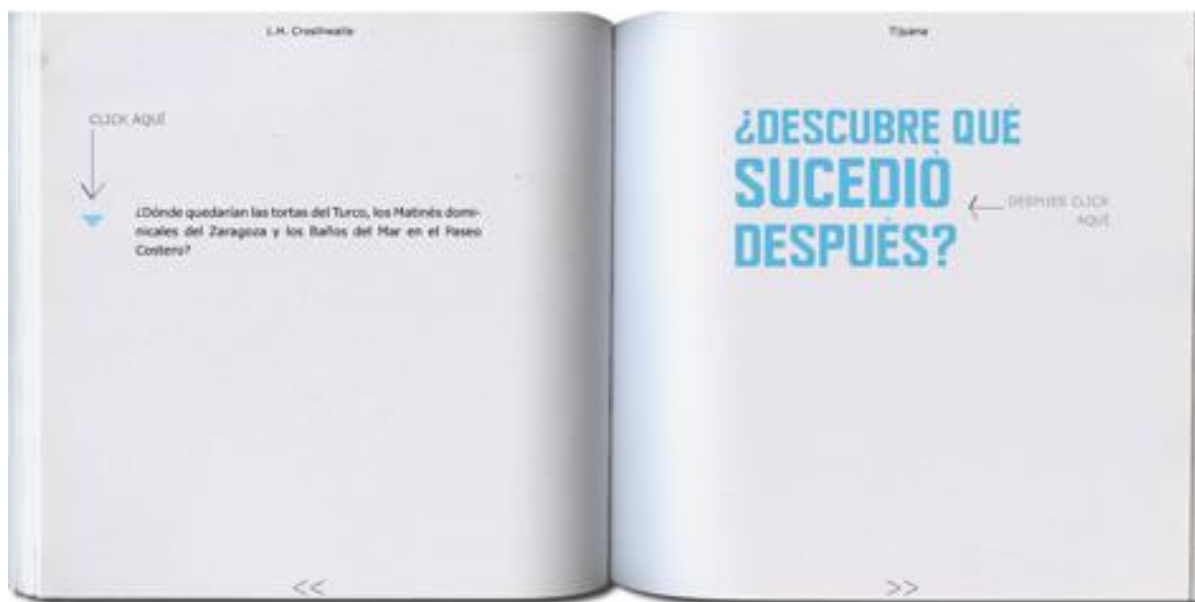 L.H. Crosthwaite
CLICK AQUÍ
¿Dónde quedarían las tortas del Turco, los Matinés domi-
nicales del Zaragoza y los Baños del Mar en el Paseo
Costero?
<<
Tijuana
¿DESCUBRE QUÉ
SUCEDIÓ
DESPUÉS?
DESPUES CLICK
AQUÍ
>>